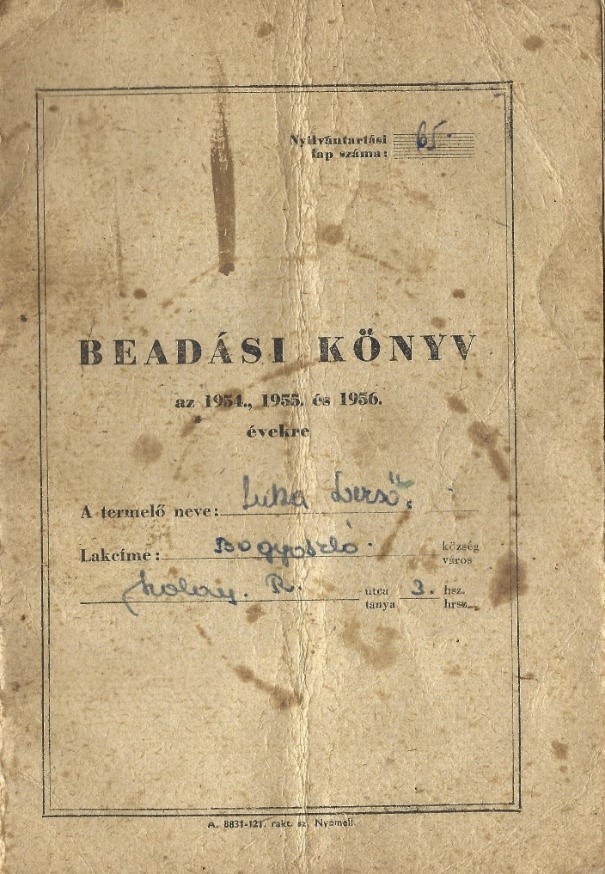 Nyilvántartási
lap száma: 65.
BEADÁSI KÖNYV
az 1954., 1955. és 1956.
évekre
A termelő neve: Luka
Lakcíme: Bogyoszló. község
város
R. utca 3. hsz.
tanya hrsz.
A. 8831-121. rakt. sz. Nyomell.